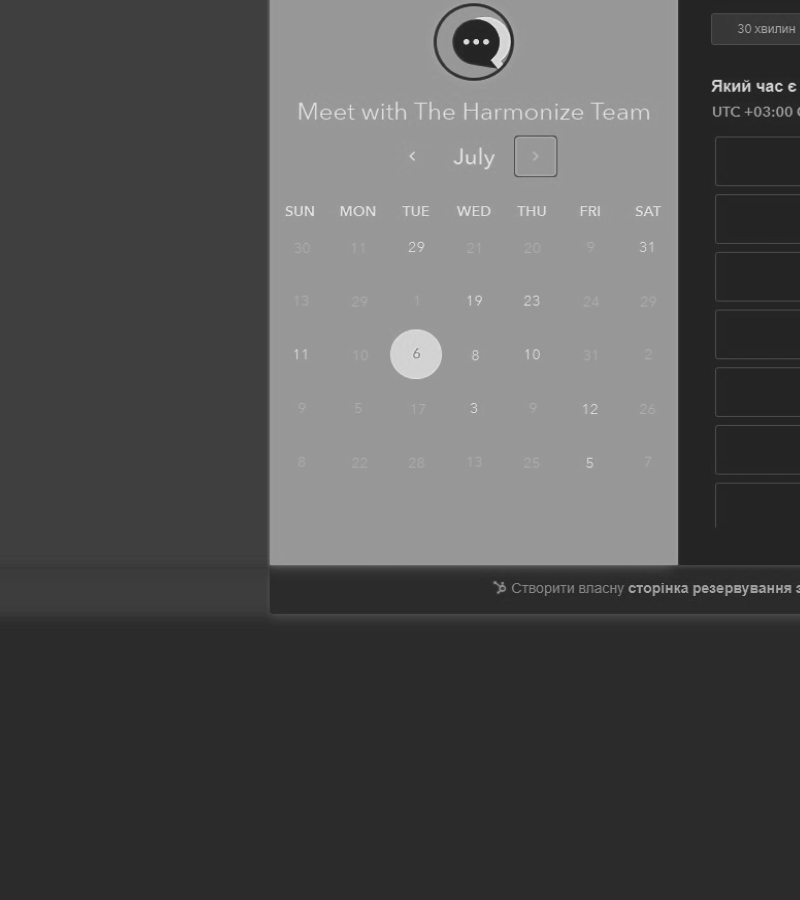 Meet with The Harmonize Team
July
SUN MON TUE WED THU FRI SAT
30 11 29 21 20 9 31
13 29 1 19 23 24 29
11 10 6 8 10 31 2
9 5 17 3 9 12 26
8 22 28 13 25 5 7
30 хвилин
Який час є
UTC +03:00
Створити власну сторінка резервування з